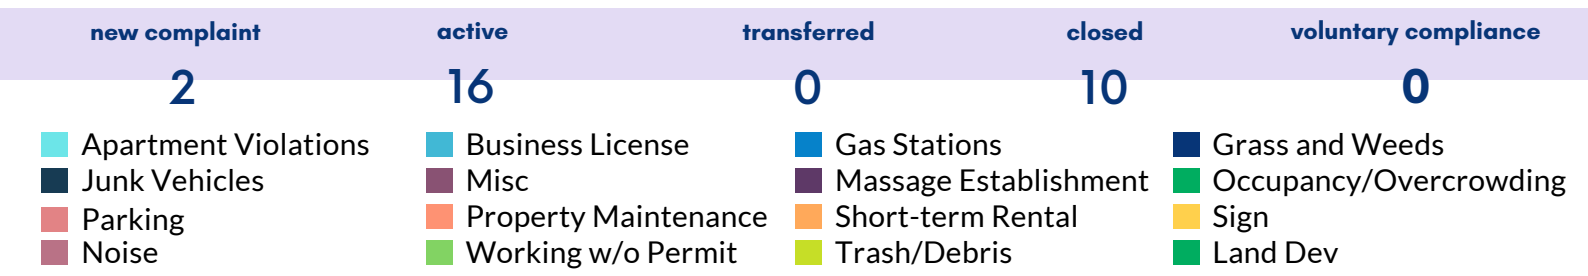 new complaint active transferred closed voluntary compliance
2 16 0 10 0
Apartment Violations Business License Gas Stations Grass and Weeds
Junk Vehicles Misc Massage Establishment Occupancy/Overcrowding
Parking Property Maintenance Short-term Rental Sign
Noise Working w/o Permit Trash/Debris Land Dev